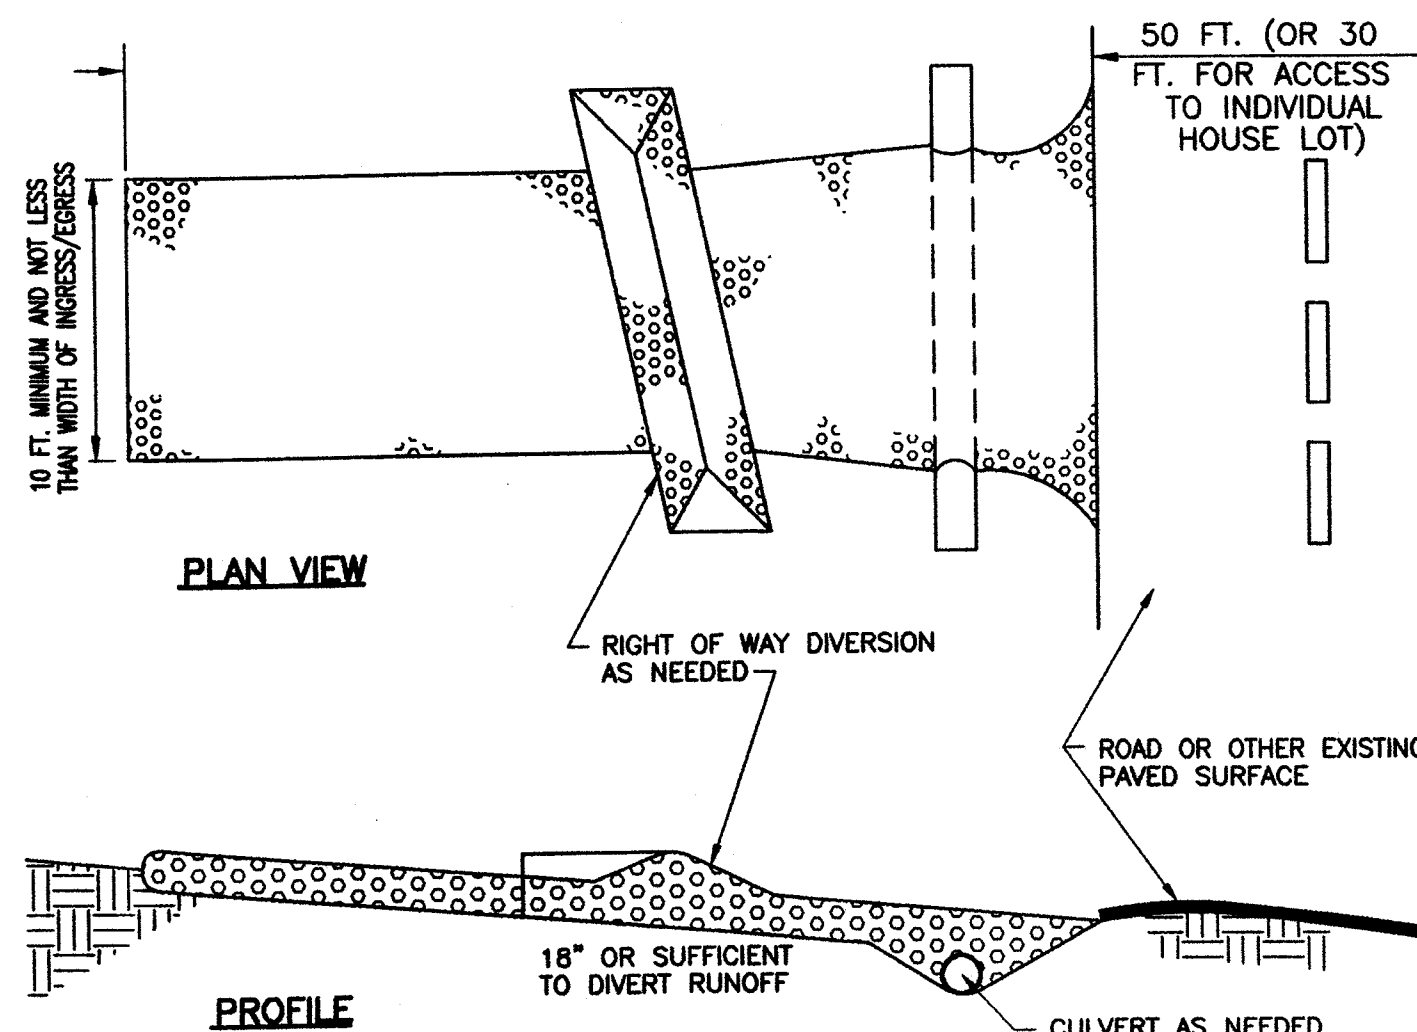 50 FT. (OR 30
FT. FOR ACCESS
TO INDIVIDUAL
HOUSE LOT)
10 FT. MINIMUM AND NOT LESS
THAN WIDTH OF INGRESS/EGRESS
PLAN VIEW
RIGHT OF WAY DIVERSION
AS NEEDED
ROAD OR OTHER EXISTING
PAVED SURFACE
18" OR SUFFICIENT
TO DIVERT RUNOFF
PROFILE
CULVERT AS NEEDED